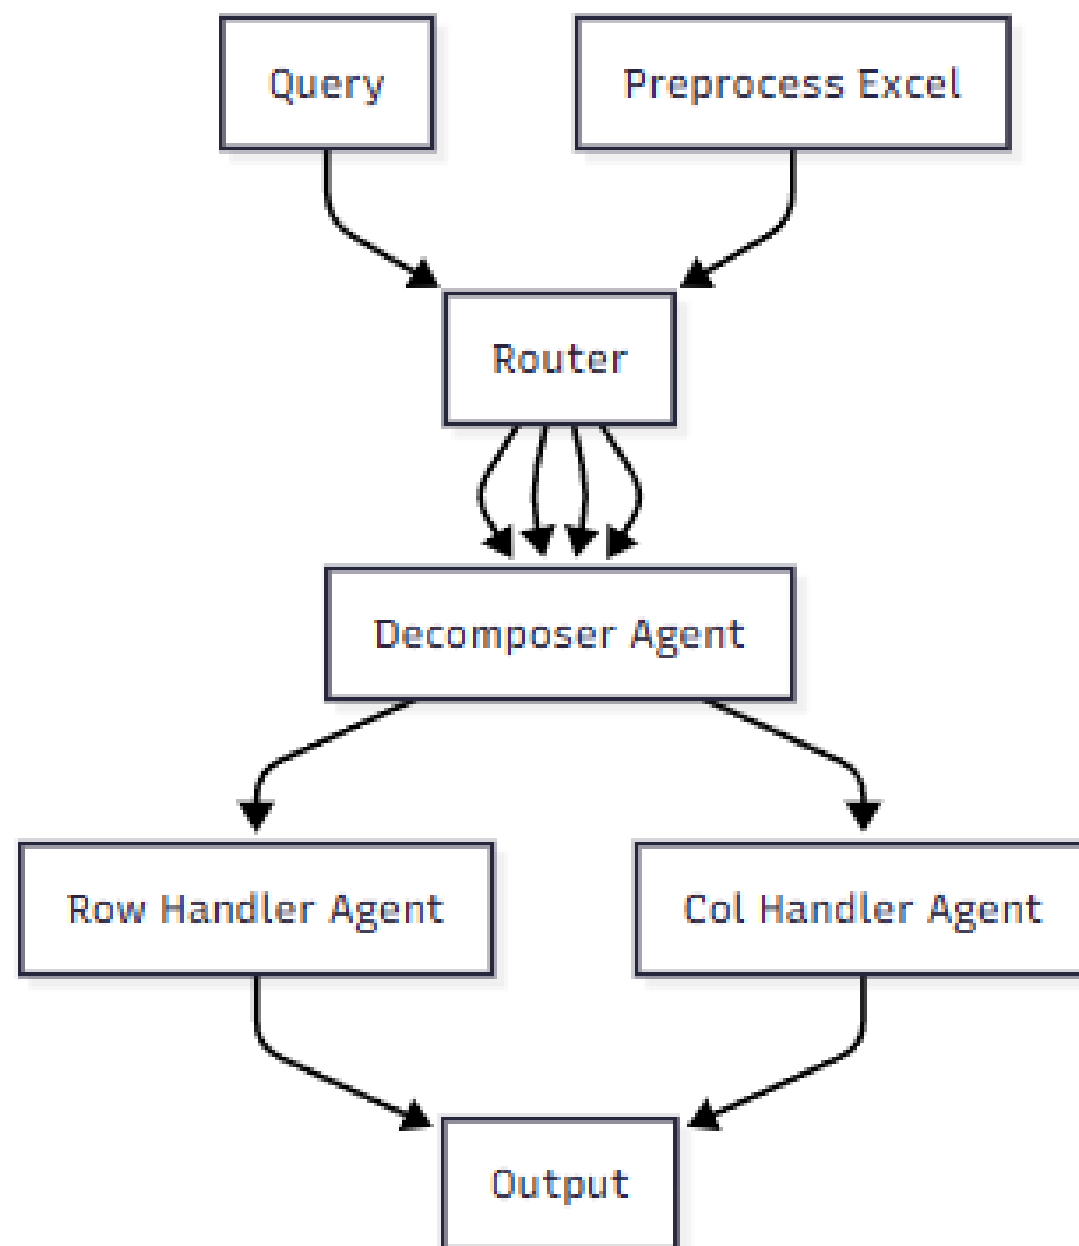 Query
Preprocess Excel
Router
Decomposer Agent
Row Handler Agent
Col Handler Agent
Output